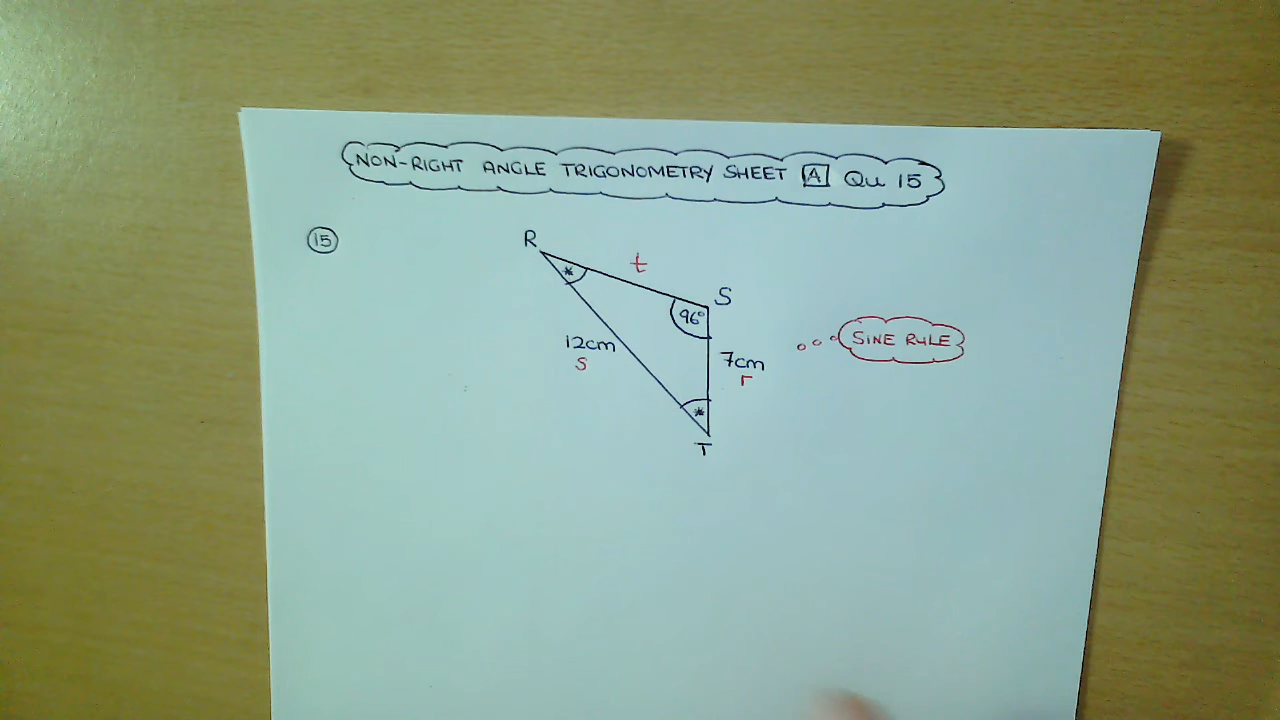 NON-RIGHT ANGLE TRIGONOMETRY SHEET A Qu 15
15
R
t
S
96°
12cm
s
7cm
r
SINE RULE
*
*
T